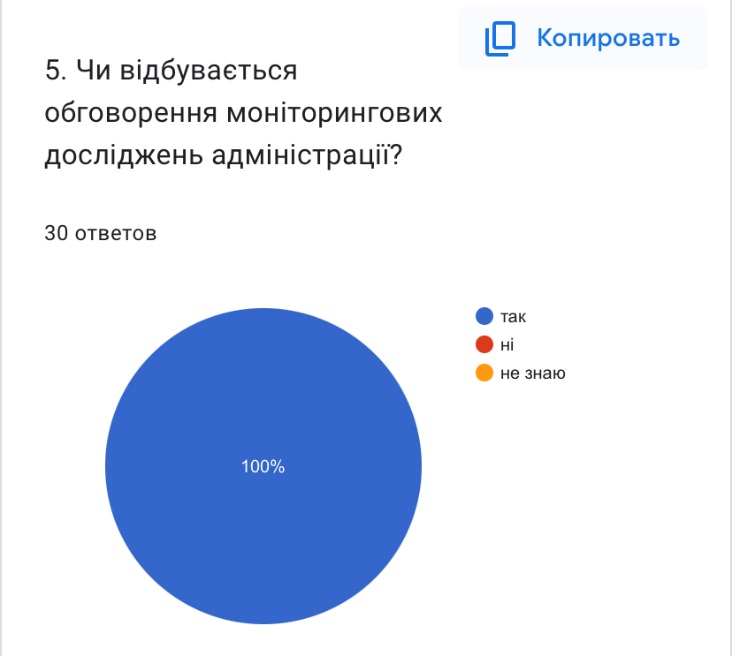 Копировать
5. Чи відбувається
обговорення моніторингових
досліджень адміністрації?
30 ответов
так
ні
не знаю
100%